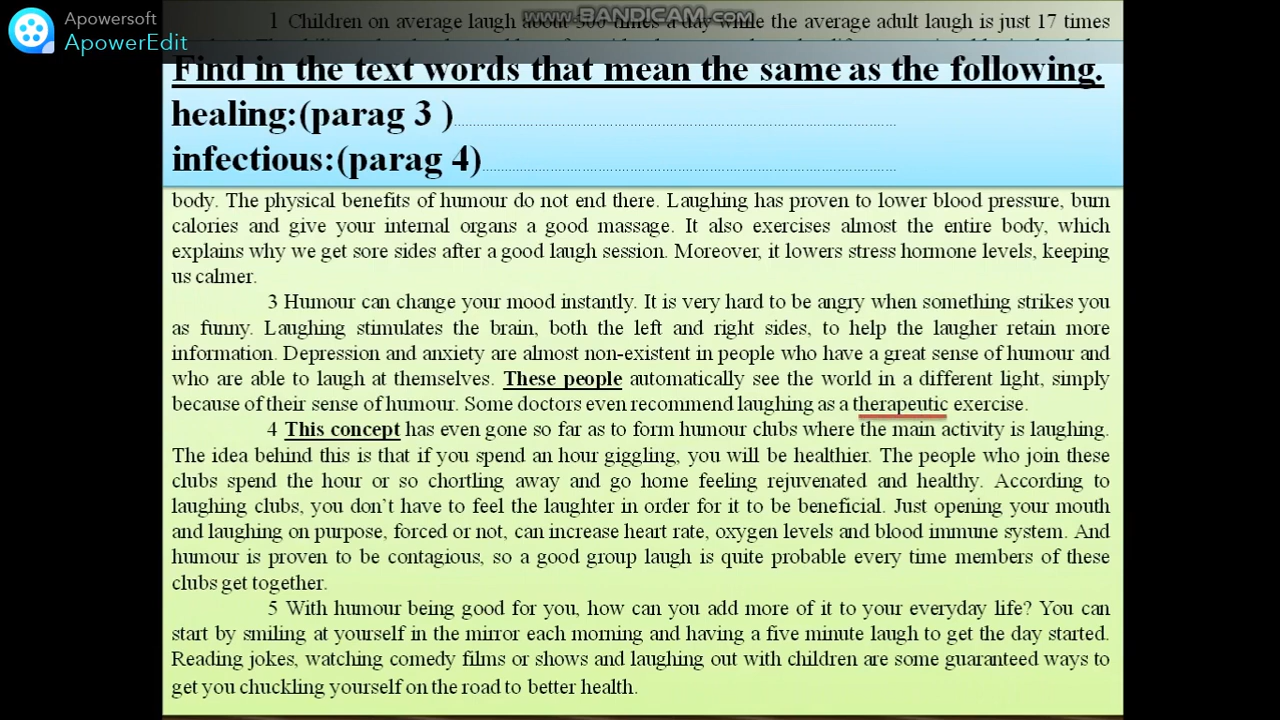 Apowersoft
ApowerEdit
www.BANDICAM.com
1 Children on average laugh about 300 times a day while the average adult laugh is just 17 times
Find in the text words that mean the same as the following.
healing:(parag 3 )
infectious:(parag 4)
body. The physical benefits of humour do not end there. Laughing has proven to lower blood pressure, burn
calories and give your internal organs a good massage. It also exercises almost the entire body, which
explains why we get sore sides after a good laugh session. Moreover, it lowers stress hormone levels, keeping
us calmer.
3 Humour can change your mood instantly. It is very hard to be angry when something strikes you
as funny. Laughing stimulates the brain, both the left and right sides, to help the laugher retain more
information. Depression and anxiety are almost non-existent in people who have a great sense of humour and
who are able to laugh at themselves. These people automatically see the world in a different light, simply
because of their sense of humour. Some doctors even recommend laughing as a therapeutic exercise.
4 This concept has even gone so far as to form humour clubs where the main activity is laughing.
The idea behind this is that if you spend an hour giggling, you will be healthier. The people who join these
clubs spend the hour or so chortling away and go home feeling rejuvenated and healthy. According to
laughing clubs, you don’t have to feel the laughter in order for it to be beneficial. Just opening your mouth
and laughing on purpose, forced or not, can increase heart rate, oxygen levels and blood immune system. And
humour is proven to be contagious, so a good group laugh is quite probable every time members of these
clubs get together.
5 With humour being good for you, how can you add more of it to your everyday life? You can
start by smiling at yourself in the mirror each morning and having a five minute laugh to get the day started.
Reading jokes, watching comedy films or shows and laughing out with children are some guaranteed ways to
get you chuckling yourself on the road to better health.